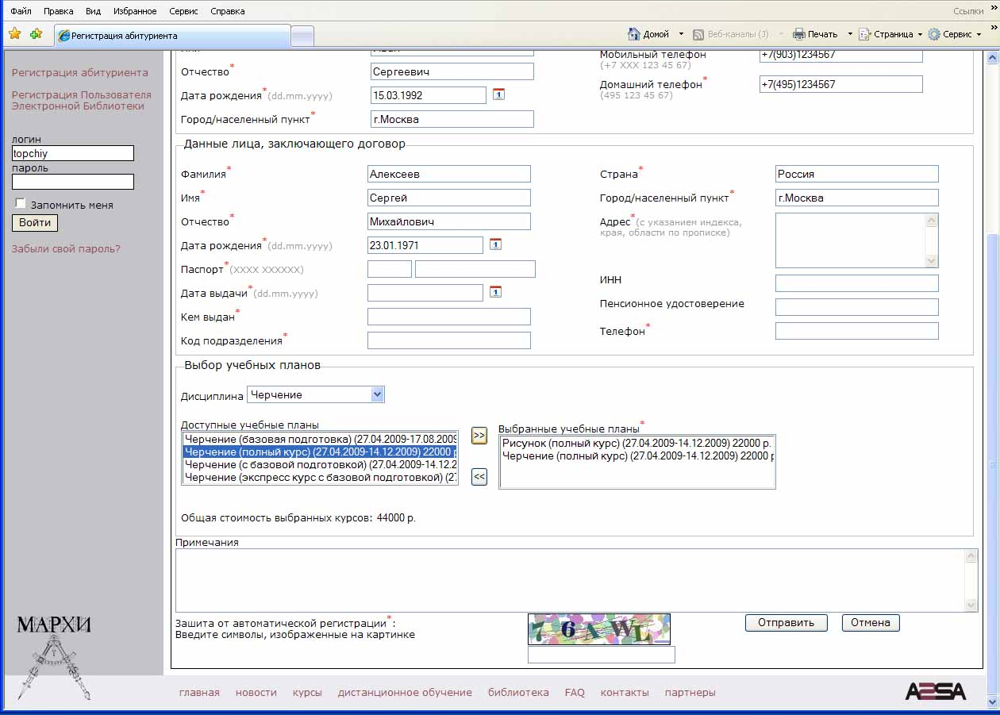 Файл Правка Вид Избранное Сервис Справка Ссылки »
Регистрация абитуриента Домой Веб-каналы (J) Печать Страница Сервис »
Регистрация абитуриента
Регистрация Пользователя
Электронной Библиотеки
логин
topchiy
пароль
Запомнить меня
Войти
Забыли свой пароль?
МАРХИ
Имя* Иван
Отчество* Сергеевич
Дата рождения*(dd.mm.yyyy) 15.03.1992
Город/населенный пункт* г.Москва
Мобильный телефон +7(903)1234567
(+7 XXX 123 45 67)
Домашний телефон* +7(495)1234567
(495 123 45 67)
Данные лица, заключающего договор
Фамилия* Алексеев
Имя* Сергей
Отчество* Михайлович
Дата рождения*(dd.mm.yyyy) 23.01.1971
Паспорт*(XXXX XXXXXX)
Дата выдачи*(dd.mm.yyyy)
Кем выдан*
Код подразделения*
Страна* Россия
Город/населенный пункт* г.Москва
Адрес*(с указанием индекса,
края, области по прописке)
ИНН
Пенсионное удостоверение
Телефон*
Выбор учебных планов
Дисциплина Черчение
Доступные учебные планы
Черчение (базовая подготовка) (27.04.2009-17.08.2009
Черчение (полный курс) (27.04.2009-14.12.2009) 22000 р
Черчение (с базовой подготовкой) (27.04.2009-14.12.2
Черчение (экспресс курс с базовой подготовкой) (27
>>
<<
Выбранные учебные планы*
Рисунок (полный курс) (27.04.2009-14.12.2009) 22000 р.
Черчение (полный курс) (27.04.2009-14.12.2009) 22000 р
Общая стоимость выбранных курсов: 44000 р.
Примечания
Зашита от автоматической регистрации*:
Введите символы, изображенные на картинке
76AWL
Отправить Отмена
главная новости курсы дистанционное обучение библиотека FAQ контакты партнеры
A2SA